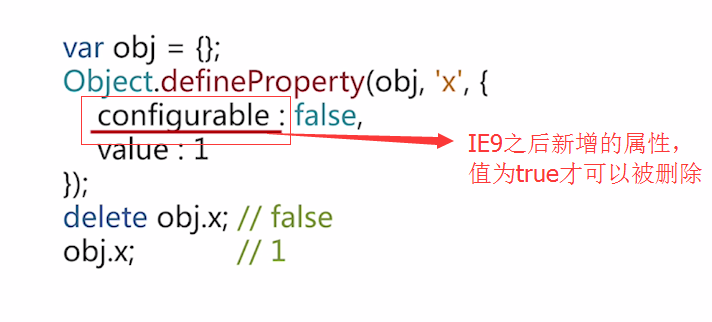 var obj = {};
Object.defineProperty(obj, 'x', {
configurable : false,
value : 1
});
delete obj.x; // false
obj.x; // 1
IE9之后新增的属性，
值为true才可以被删除